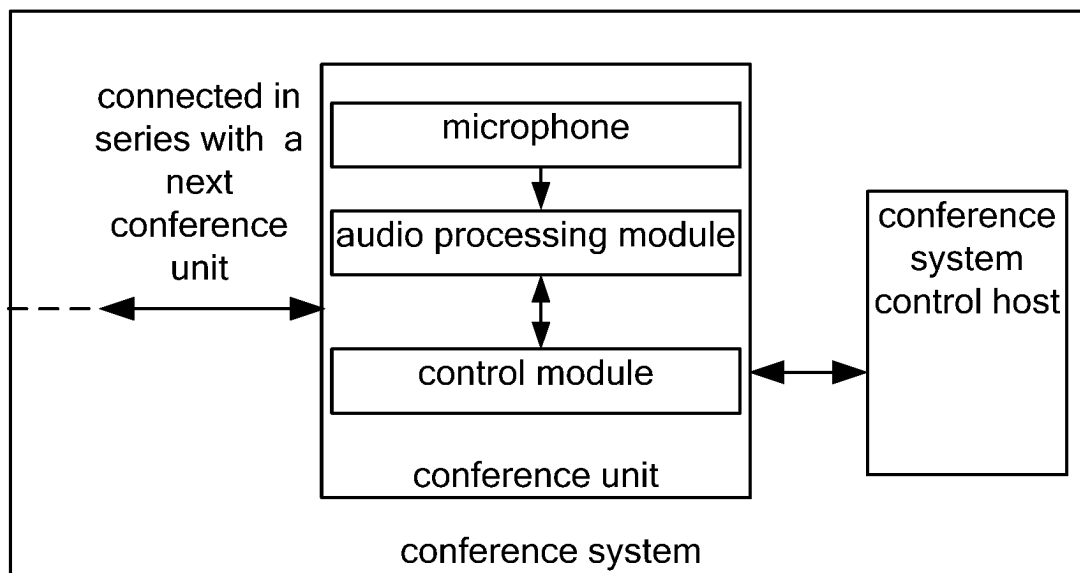 connected in
series with a
next
conference
unit
microphone
audio processing module
control module
conference unit
conference
system
control host
conference system